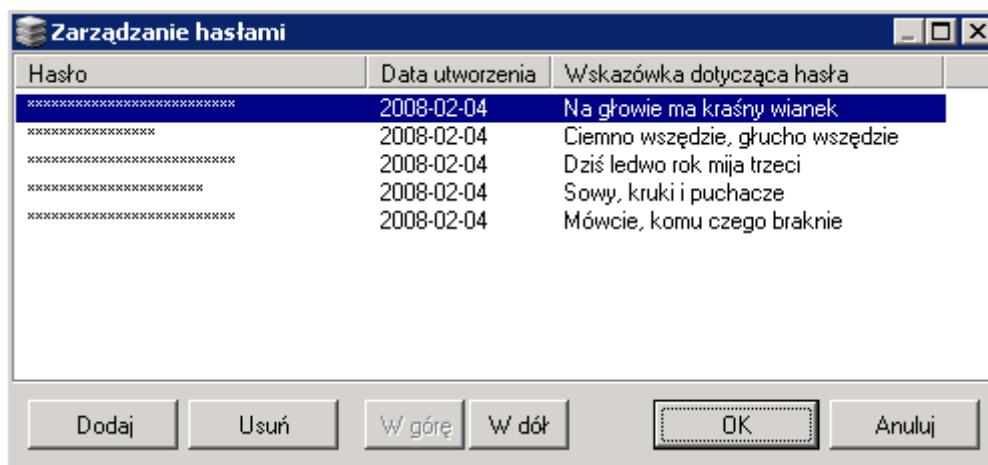 Zarządzanie hasłami
Hasło Data utworzenia Wskazówka dotycząca hasła
************************** 2008-02-04 Na głowie ma kraśny wianek
**************** 2008-02-04 Ciemno wszędzie, głucho wszędzie
************************** 2008-02-04 Dziś ledwo rok mija trzeci
********************** 2008-02-04 Sowy, kruki i puchacze
************************** 2008-02-04 Mówcie, komu czego braknie
Dodaj Usuń W górę W dół OK Anuluj